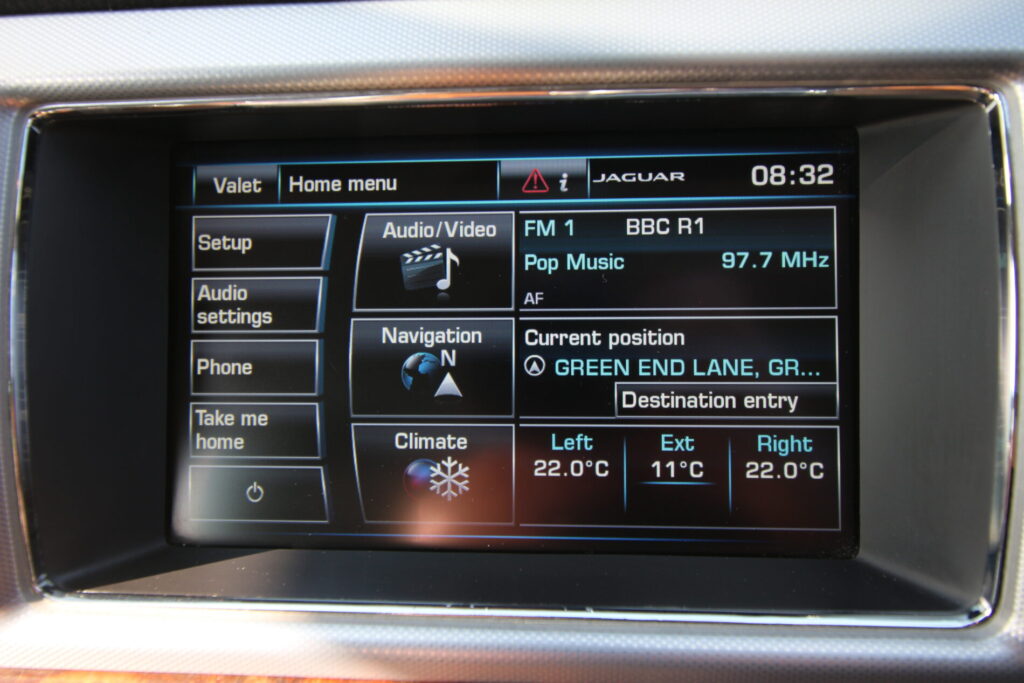 Valet
Home menu
i
JAGUAR
08:32
Setup
Audio
settings
Phone
Take me
home
Audio/Video
Navigation
N
Climate
FM 1 BBC R1
Pop Music 97.7 MHz
AF
Current position
GREEN END LANE, GR...
Destination entry
Left Ext Right
22.0°C 11°C 22.0°C